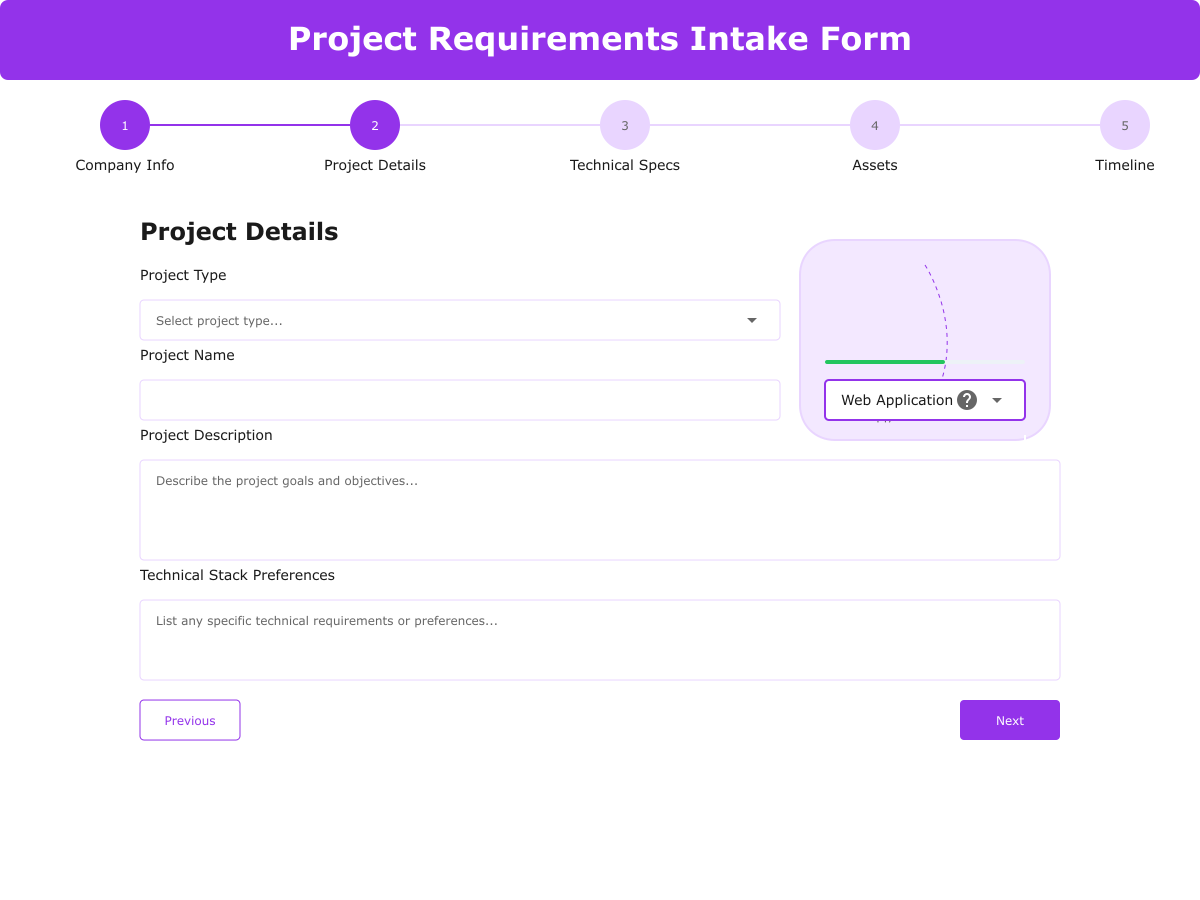 Project Requirements Intake Form
1
2
3
4
5
Company Info
Project Details
Technical Specs
Assets
Timeline
Project Details
Project Type
Select project type...
Project Name
Web Application ?
Project Description
Describe the project goals and objectives...
Technical Stack Preferences
List any specific technical requirements or preferences...
Previous
Next